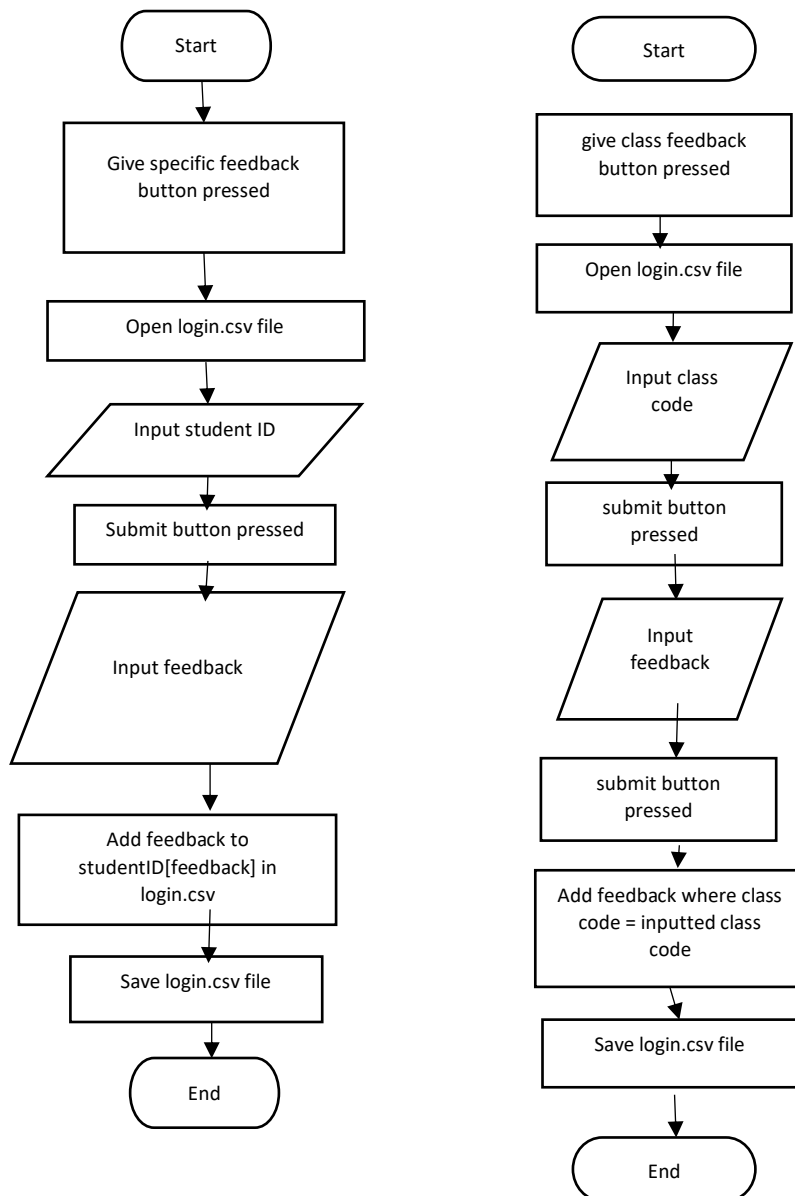 Start
Give specific feedback
button pressed
Open login.csv file
Input student ID
Submit button pressed
Input feedback
Add feedback to
studentID[feedback] in
login.csv
Save login.csv file
End
Start
give class feedback
button pressed
Open login.csv file
Input class
code
submit button
pressed
Input
feedback
submit button
pressed
Add feedback where class
code = inputted class
code
Save login.csv file
End